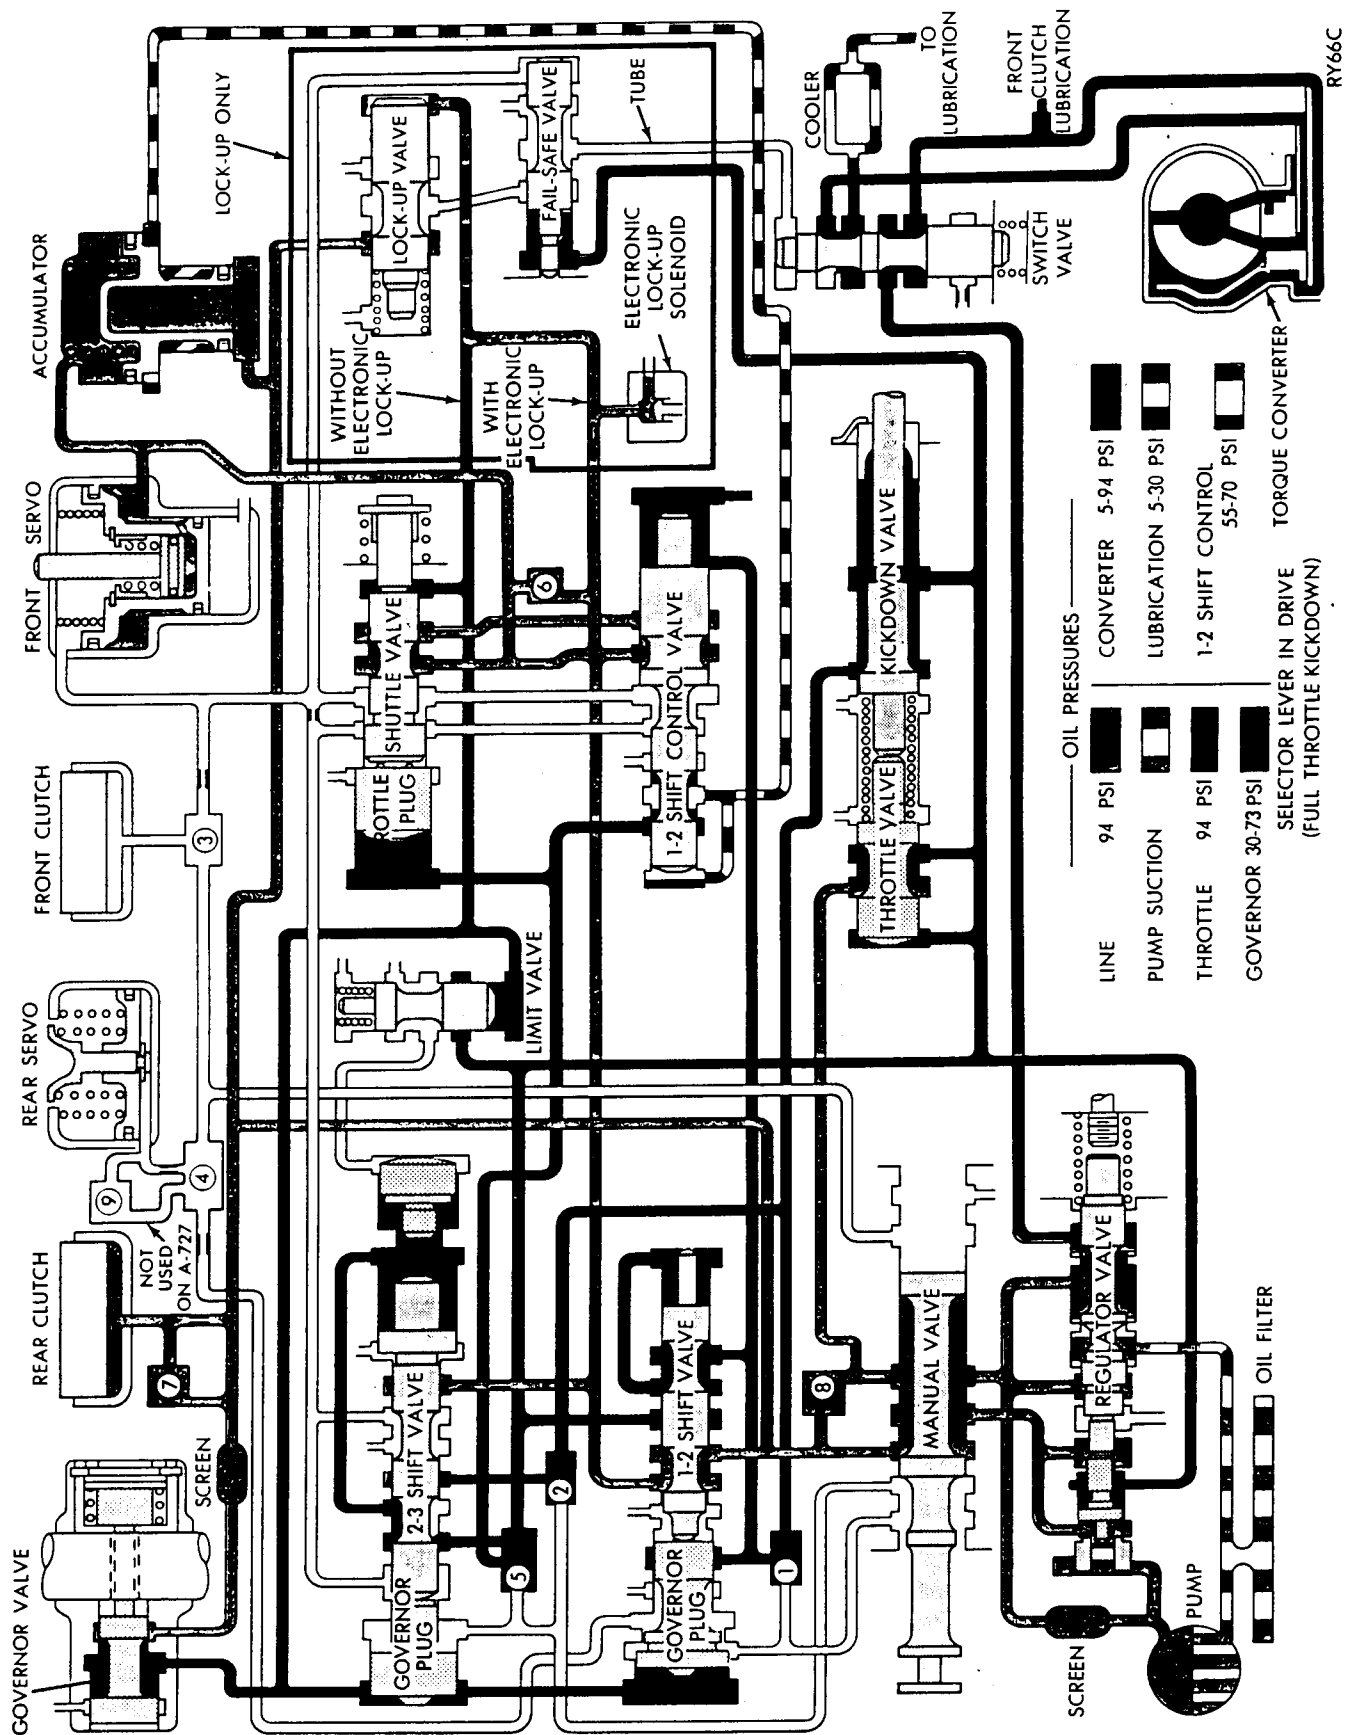 GOVERNOR VALVE
REAR CLUTCH
REAR SERVO
FRONT CLUTCH
FRONT SERVO
ACCUMULATOR
LOCK-UP ONLY
SCREEN
7
NOT
USED
ON A-727
9
4
3
LOCK-UP VALVE
FAIL-SAFE VALVE
TUBE
WITHOUT
ELECTRONIC
LOCK-UP
WITH
ELECTRONIC
LOCK-UP
ELECTRONIC
LOCK-UP
SOLENOID
GOVERNOR
PLUG
2-3 SHIFT VALVE
LIMIT VALVE
ROTTLE
PLUG
SHUTTLE VALVE
6
5
2
GOVERNOR
PLUG
1-2 SHIFT VALVE
1-2 SHIFT CONTROL VALVE
1
8
MANUAL VALVE
THROTTLE VALVE
KICKDOWN VALVE
SWITCH
VALVE
COOLER
TO
LUBRICATION
FRONT
CLUTCH
LUBRICATION
SCREEN
PUMP
REGULATOR VALVE
OIL FILTER
OIL PRESSURES
LINE 94 PSI
PUMP SUCTION
THROTTLE 94 PSI
GOVERNOR 30-73 PSI
CONVERTER 5-94 PSI
LUBRICATION 5-30 PSI
1-2 SHIFT CONTROL
55-70 PSI
TORQUE CONVERTER
SELECTOR LEVER IN DRIVE
(FULL THROTTLE KICKDOWN)
RY66C